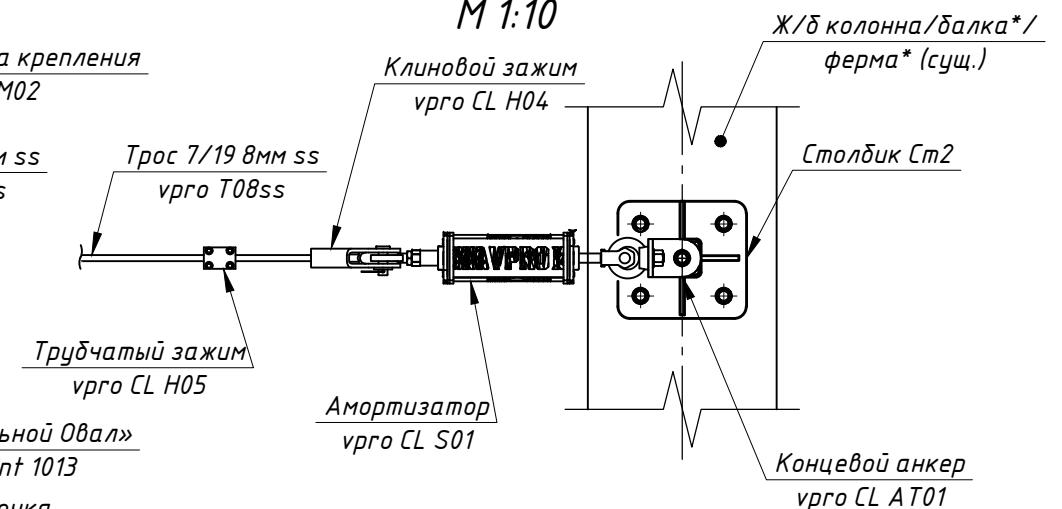 М 1:10
Ж/б колонна/балка*/
ферма* (сущ.)
крепления
М02
Клиновой зажим
vpro CL H04
ss
Трос 7/19 8мм ss
vpro T08ss
Столбик Ст2
VPRO
Трубчатый зажим
vpro CL H05
Амортизатор
vpro CL S01
Овал»
1013
Концевой анкер
vpro CL AT01